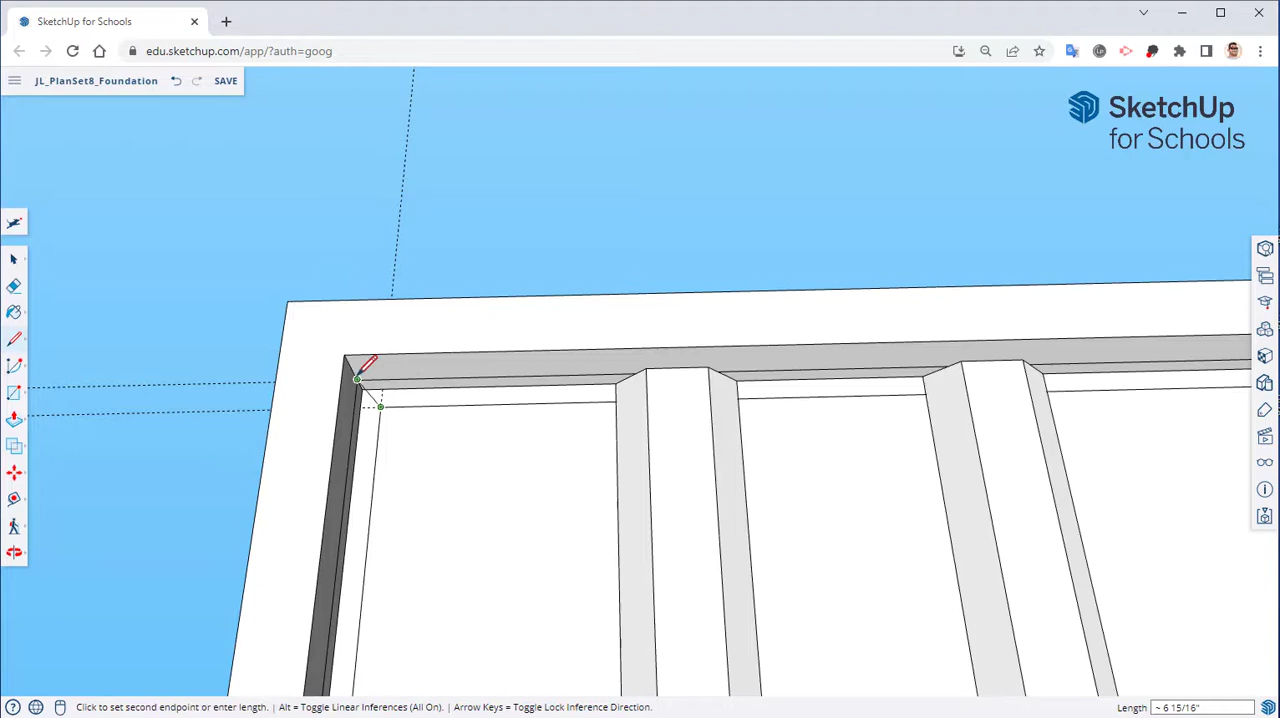 SketchUp for Schools
edu.sketchup.com/app/?auth=goog
JL_PlanSet8_Foundation
SAVE
SketchUp
for Schools
Click to set second endpoint or enter length. | Alt = Toggle Linear Inferences (All On). | Arrow Keys = Toggle Lock Inference Direction.
Length
~ 6 15/16"